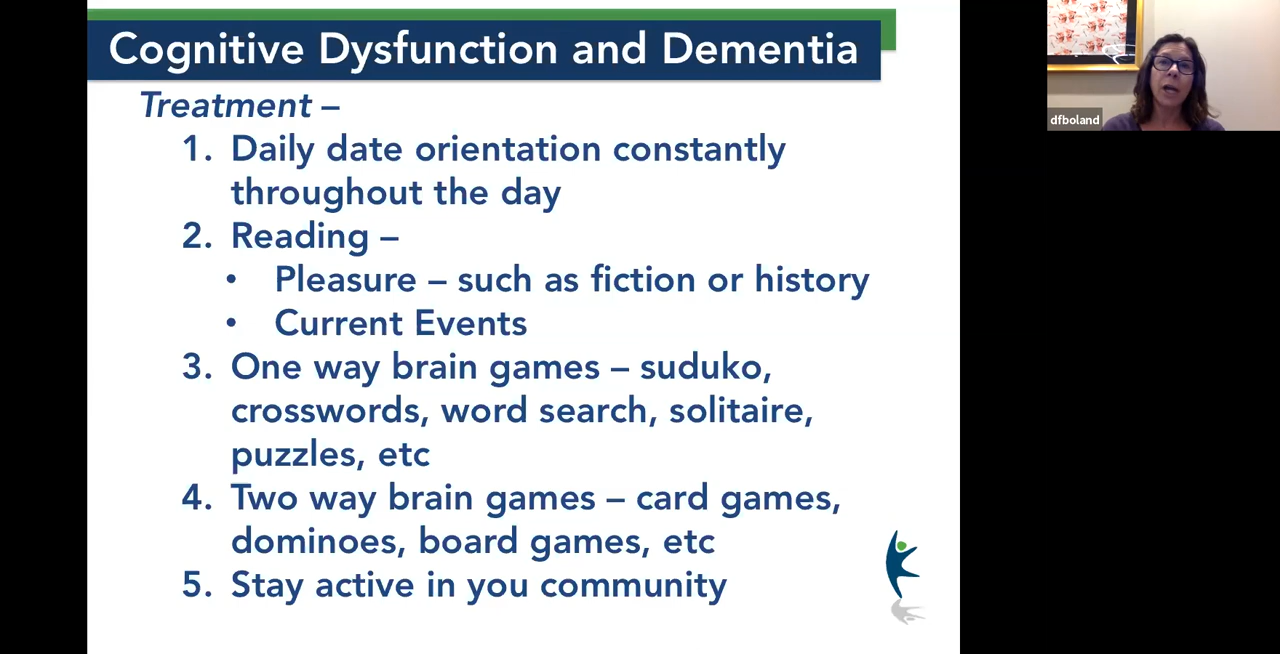 Cognitive Dysfunction and Dementia
Treatment –
1. Daily date orientation constantly
throughout the day
2. Reading –
• Pleasure – such as fiction or history
• Current Events
3. One way brain games – suduko,
crosswords, word search, solitaire,
puzzles, etc
4. Two way brain games – card games,
dominoes, board games, etc
5. Stay active in you community
dfboland